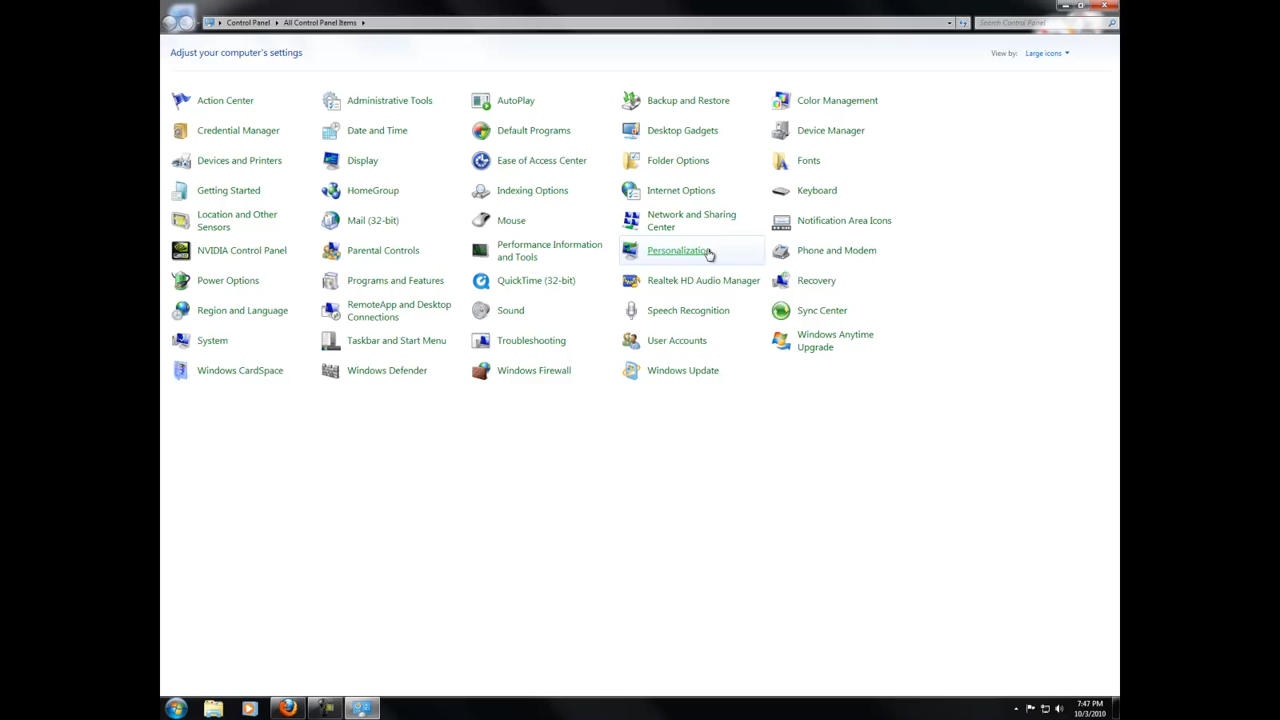 Control Panel ▸ All Control Panel Items ▸
Search Control Panel
Adjust your computer's settings
View by: Large icons
Action Center
Administrative Tools
AutoPlay
Backup and Restore
Color Management
Credential Manager
Date and Time
Default Programs
Desktop Gadgets
Device Manager
Devices and Printers
Display
Ease of Access Center
Folder Options
Fonts
Getting Started
HomeGroup
Indexing Options
Internet Options
Keyboard
Location and Other
Sensors
Mail (32-bit)
Mouse
Network and Sharing
Center
Notification Area Icons
NVIDIA Control Panel
Parental Controls
Performance Information
and Tools
Personalization
Phone and Modem
Power Options
Programs and Features
QuickTime (32-bit)
Realtek HD Audio Manager
Recovery
Region and Language
RemoteApp and Desktop
Connections
Sound
Speech Recognition
Sync Center
System
Taskbar and Start Menu
Troubleshooting
User Accounts
Windows Anytime
Upgrade
Windows CardSpace
Windows Defender
Windows Firewall
Windows Update
7:47 PM
10/3/2010